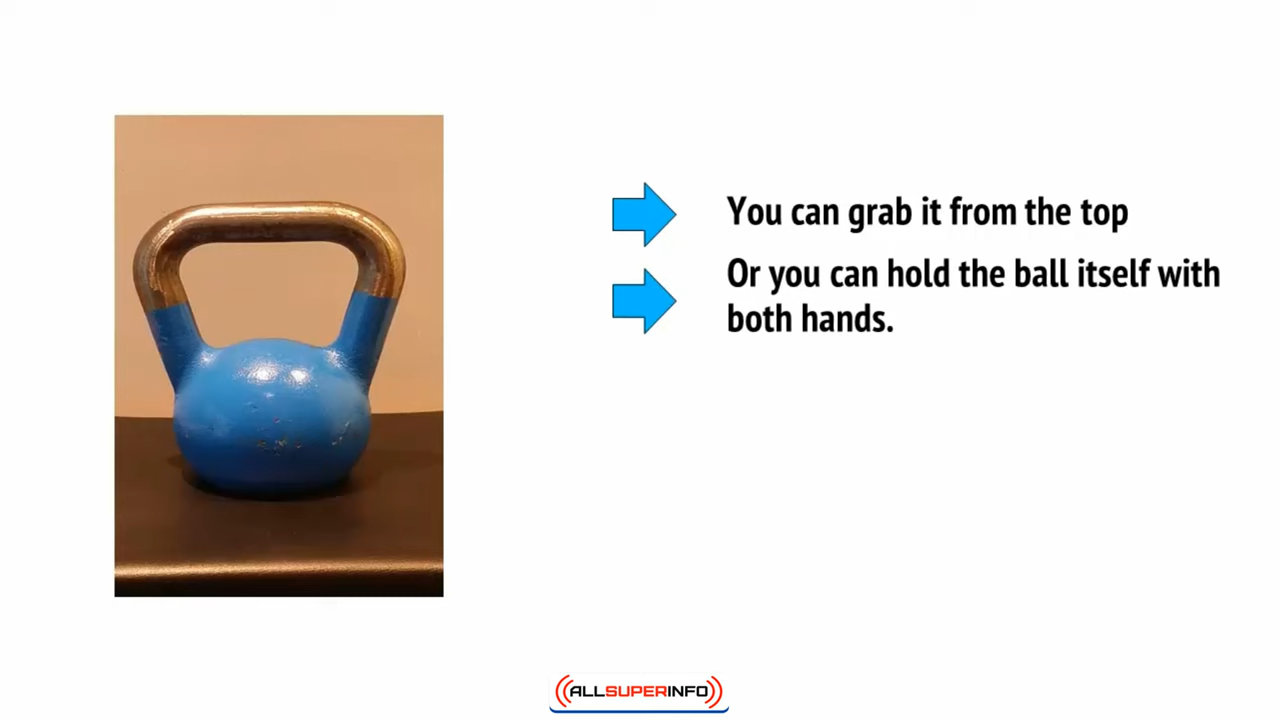 You can grab it from the top
Or you can hold the ball itself with
both hands.
ALLSUPERINFO